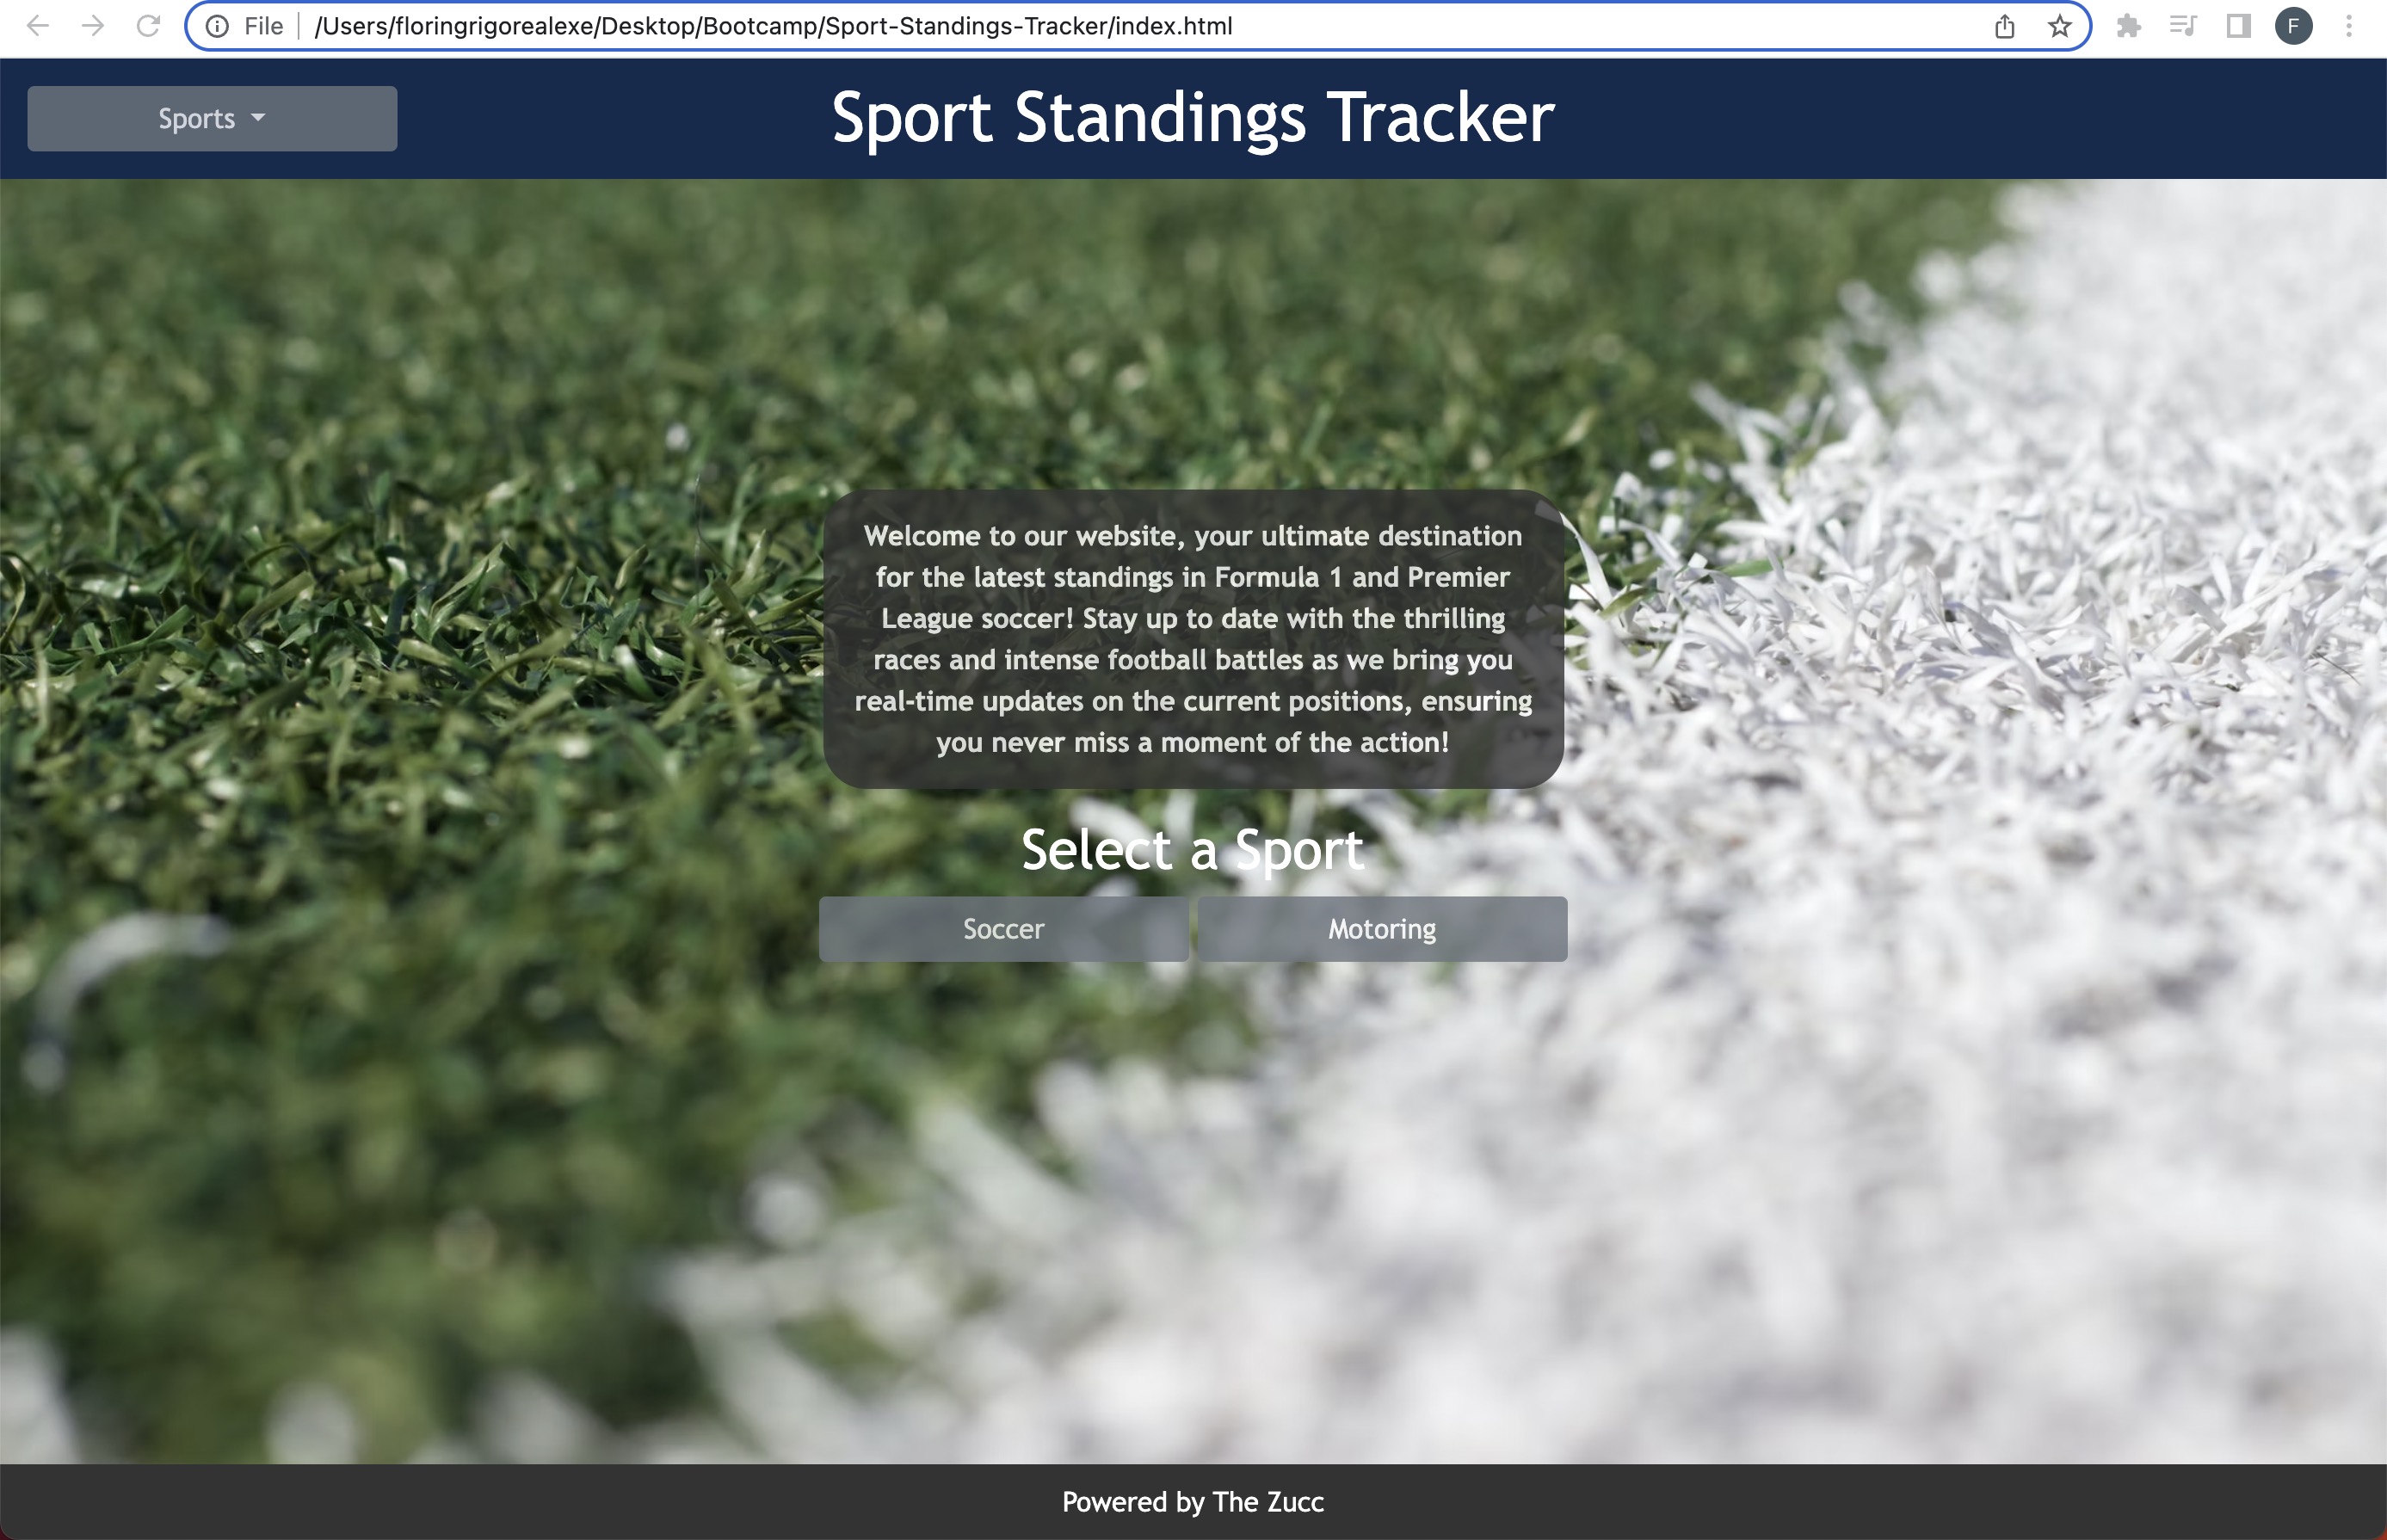 File
/Users/floringrigorealexe/Desktop/Bootcamp/Sport-Standings-Tracker/index.html
F
Sports
Sport Standings Tracker
Welcome to our website, your ultimate destination
for the latest standings in Formula 1 and Premier
League soccer! Stay up to date with the thrilling
races and intense football battles as we bring you
real-time updates on the current positions, ensuring
you never miss a moment of the action!
Select a Sport
Soccer
Motoring
Powered by The Zucc